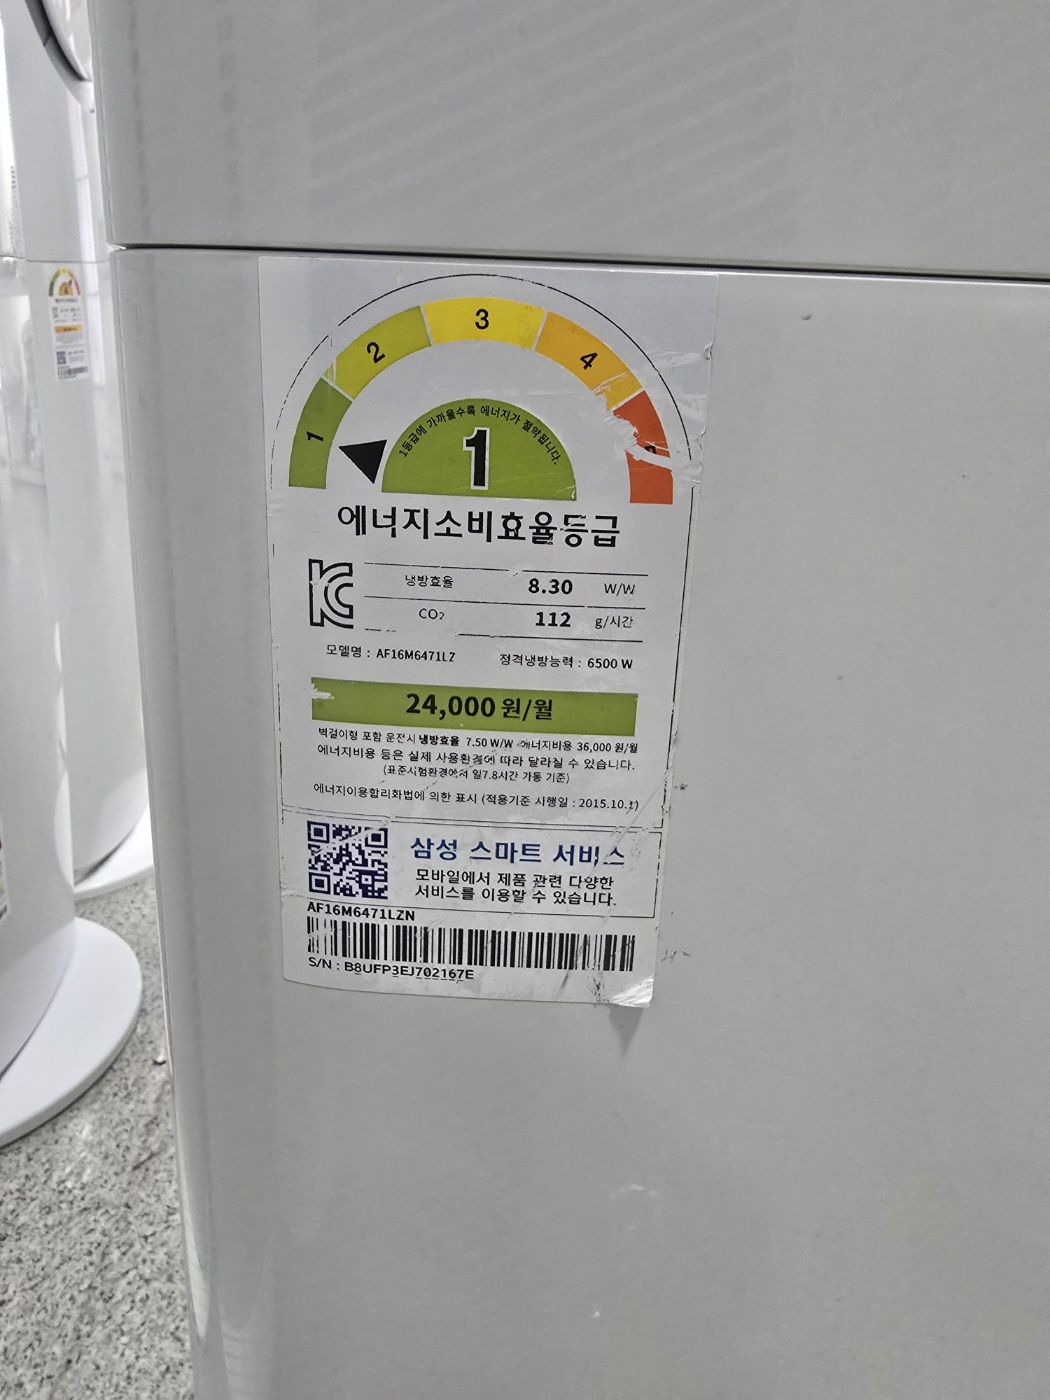 1 2 3 4
1등급에 가까울수록 에너지가 절약됩니다.
1
에너지소비효율등급
냉방효율 8.30 W/W
CO₂ 112 g/시간
모델명 : AF16M6471LZ 정격냉방능력 : 6500 W
24,000 원/월
벽걸이형 포함 운전시 냉방효율 7.50 W/W 에너지비용 36,000 원/월
에너지비용 등은 실제 사용환경에 따라 달라질 수 있습니다.
(표준시험환경에서 일7.8시간 가동 기준)
에너지이용합리화법에 의한 표시 (적용기준 시행일 : 2015.10.1)
삼성 스마트 서비스
모바일에서 제품 관련 다양한
서비스를 이용할 수 있습니다.
AF16M6471LZN
S/N : B8UFP3EJ702167E